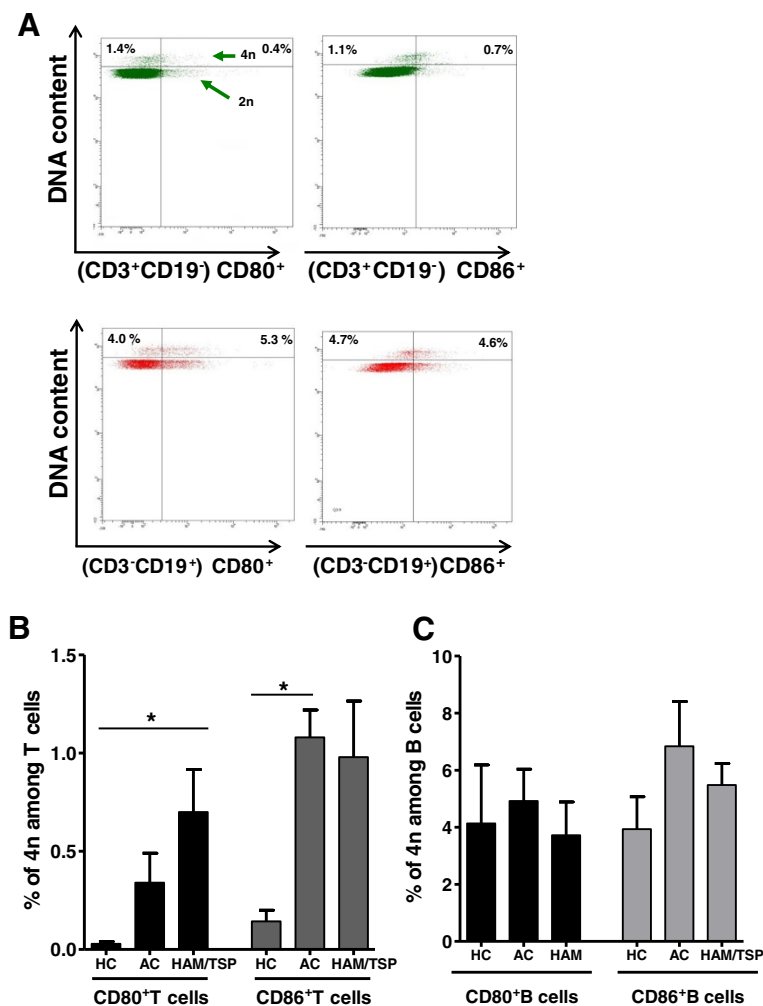 A
DNA content
1.4%
0.4%
4n
2n
1.1%
0.7%
(CD3⁺CD19⁻) CD80⁺
(CD3⁺CD19⁻) CD86⁺
DNA content
4.0 %
5.3 %
4.7%
4.6%
(CD3⁻CD19⁺) CD80⁺
(CD3⁻CD19⁺)CD86⁺
B
% of 4n among T cells
1.5
1.0
0.5
0.0
*
*
HC AC HAM/TSP
HC AC HAM/TSP
CD80⁺T cells
CD86⁺T cells
C
% of 4n among B cells
10
8
6
4
2
0
HC AC HAM
HC AC HAM/TSP
CD80⁺B cells
CD86⁺B cells